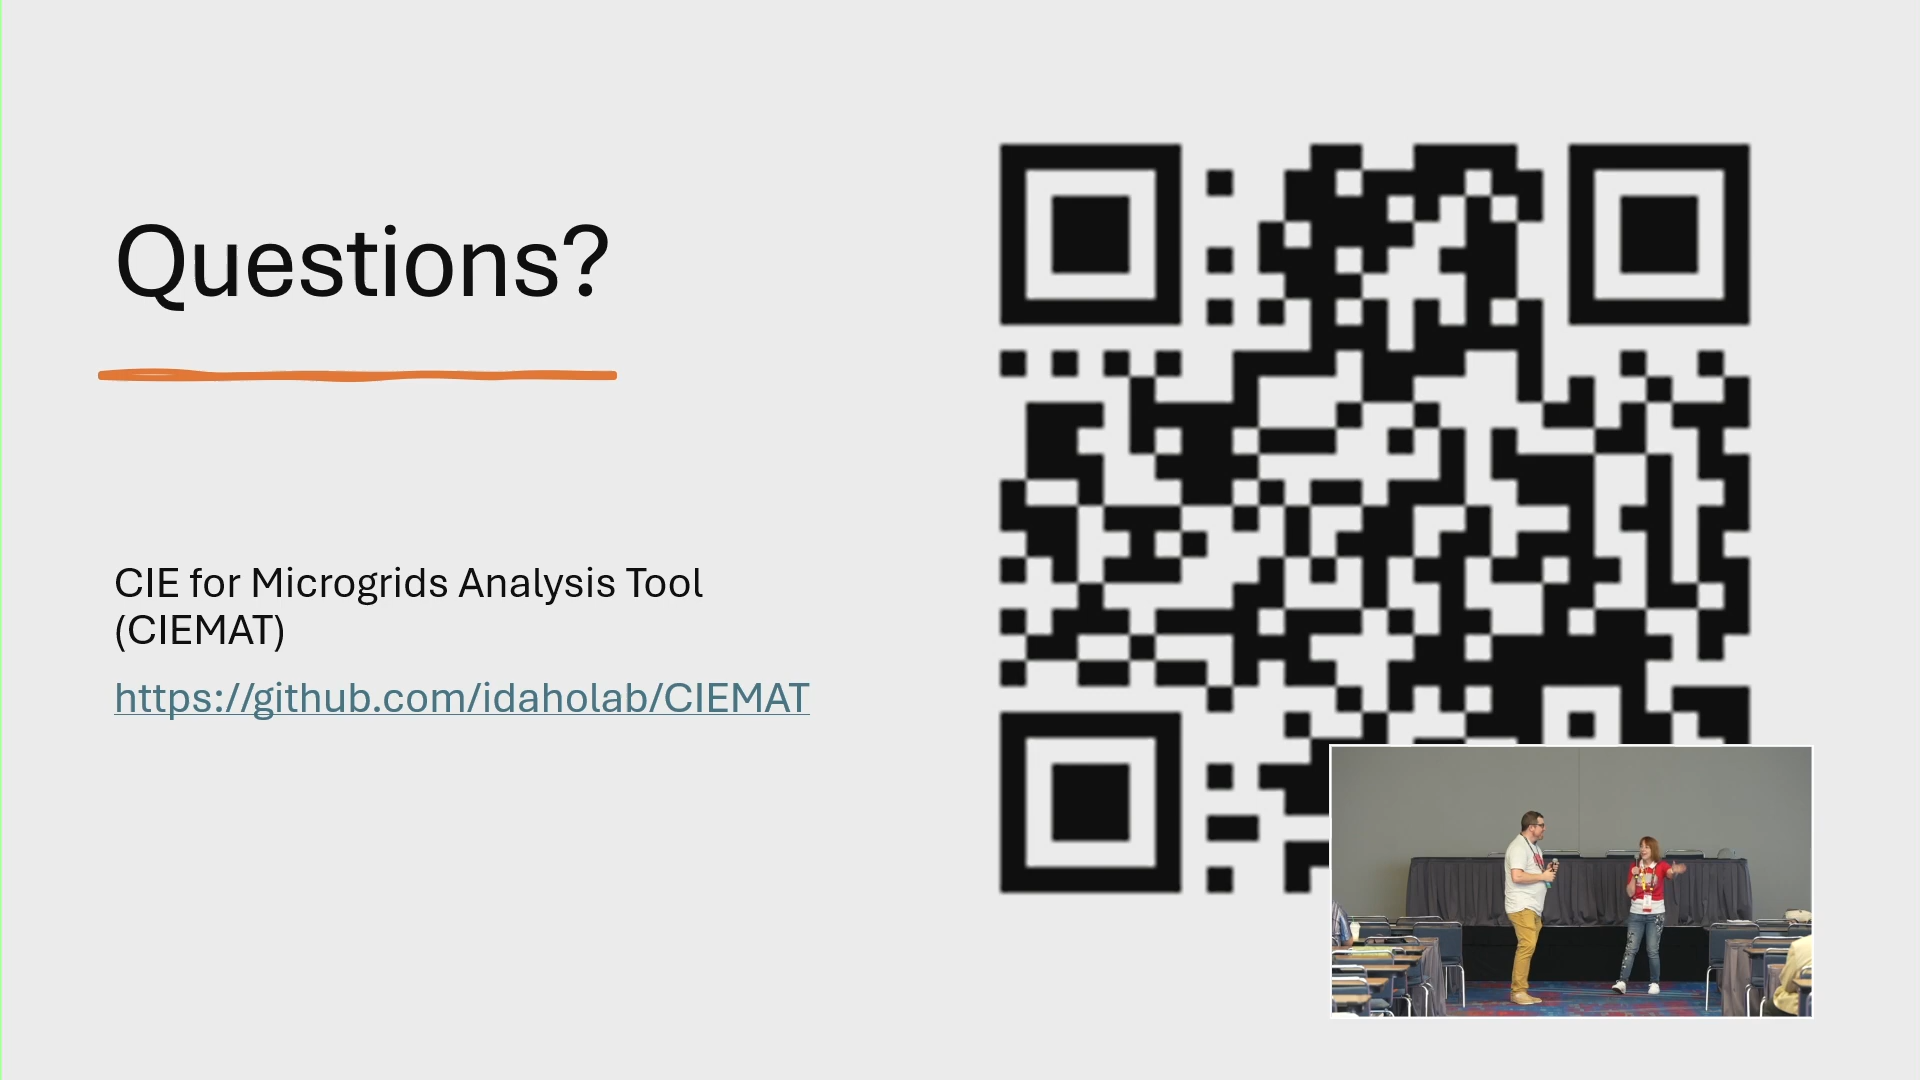 Questions?
CIE for Microgrids Analysis Tool
(CIEMAT)
https://github.com/idaholab/CIEMAT